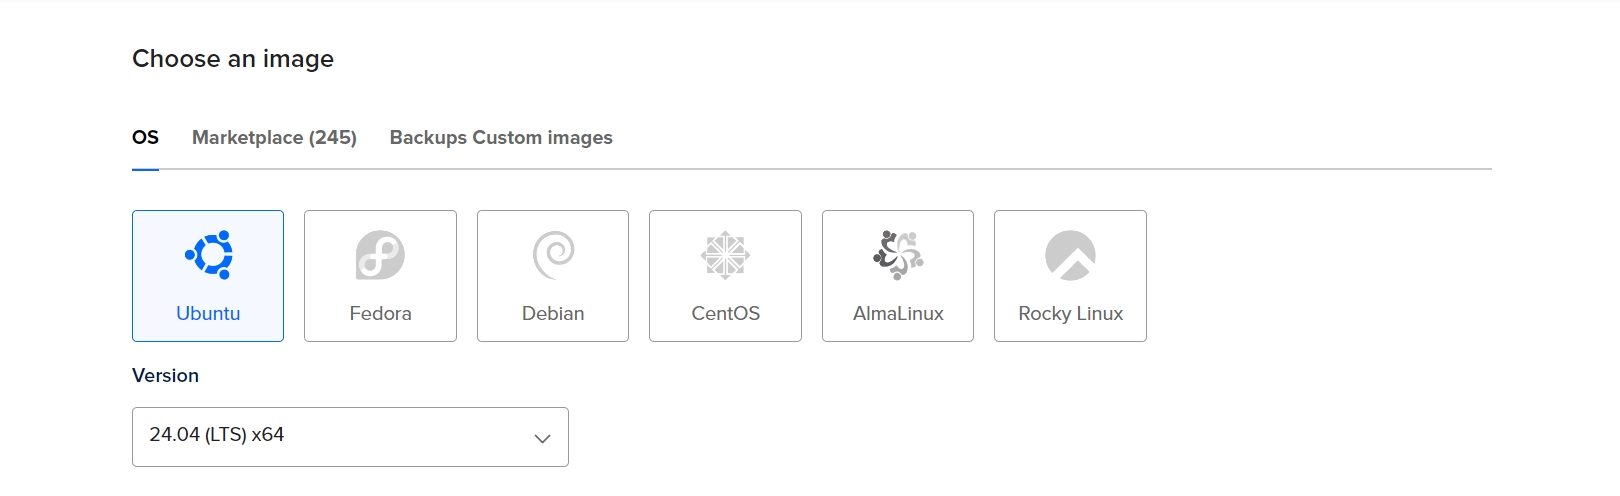 Choose an image
OS Marketplace (245) Backups Custom images
Ubuntu Fedora Debian CentOS AlmaLinux Rocky Linux
Version
24.04 (LTS) x64